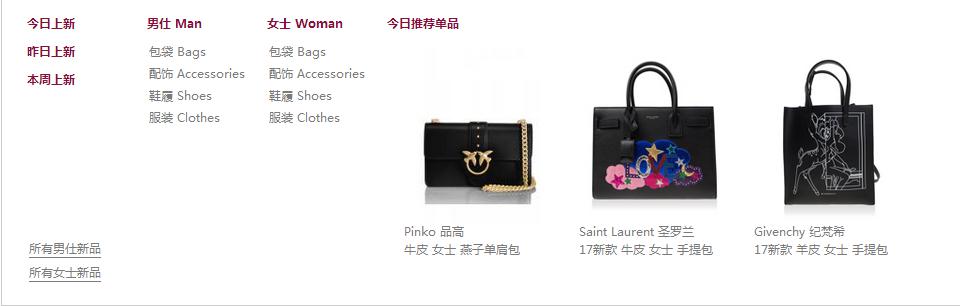 今日上新
昨日上新
本周上新
男仕 Man
包袋 Bags
配饰 Accessories
鞋履 Shoes
服装 Clothes
女士 Woman
包袋 Bags
配饰 Accessories
鞋履 Shoes
服装 Clothes
今日推荐单品
LOVE
Pinko 品高
牛皮 女士 燕子单肩包
Saint Laurent 圣罗兰
17新款 牛皮 女士 手提包
Givenchy 纪梵希
17新款 羊皮 女士 手提包
所有男仕新品
所有女士新品